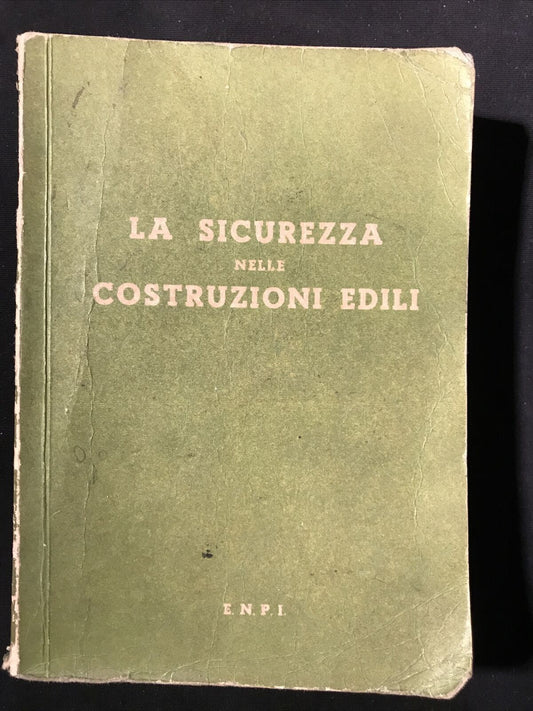 LA SICUREZZA
NELLE
COSTRUZIONI EDILI
E. N. P. I.